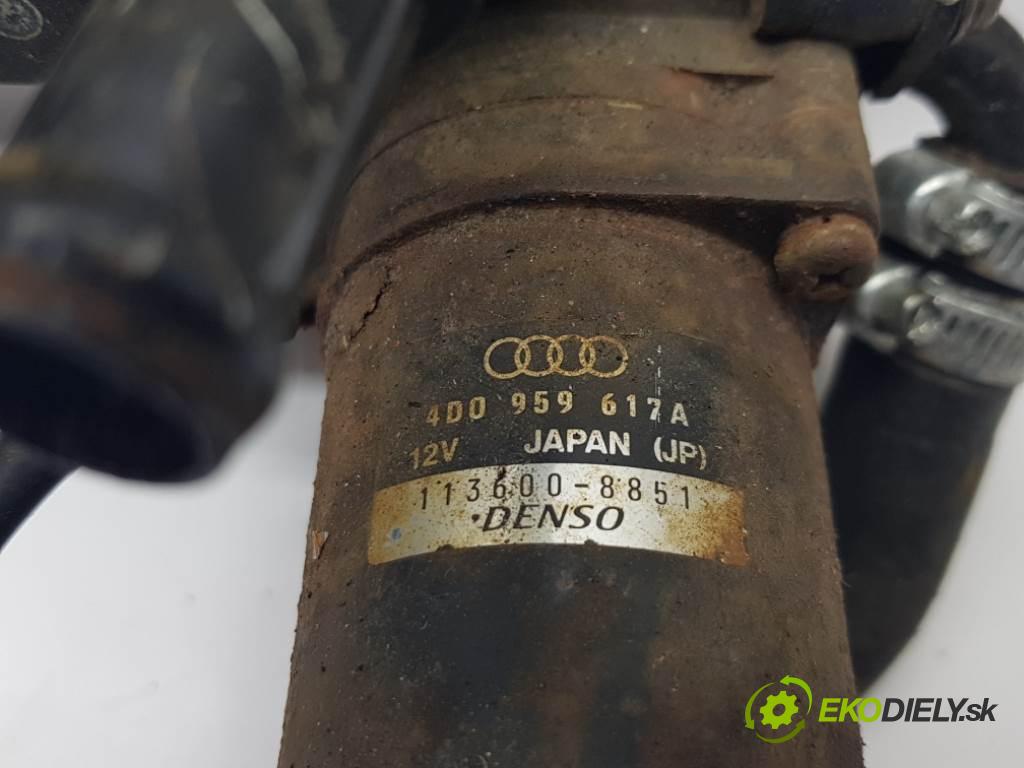 4D0 959 617A
12V JAPAN (JP)
113600-8851
DENSO
EKODIELY.sk